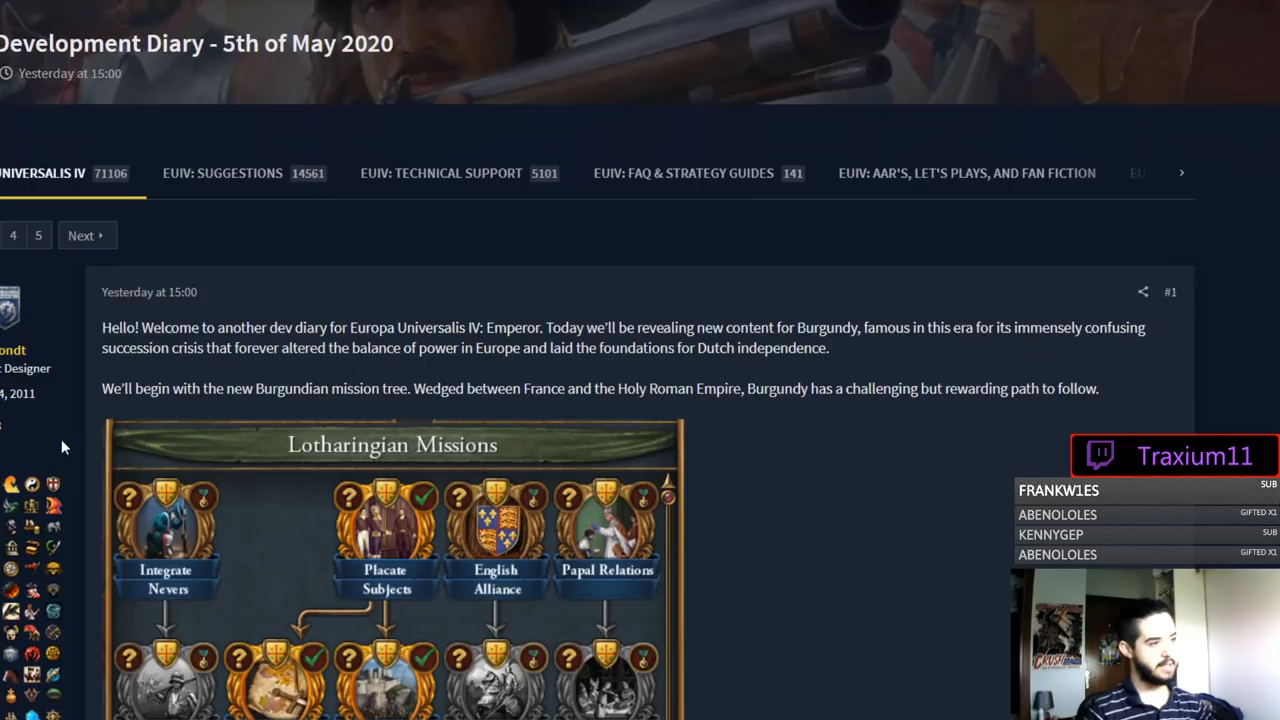 Development Diary - 5th of May 2020
Yesterday at 15:00
NIVERSALIS IV 71106 EUIV: SUGGESTIONS 14561 EUIV: TECHNICAL SUPPORT 5101 EUIV: FAQ & STRATEGY GUIDES 141 EUIV: AAR'S, LET'S PLAYS, AND FAN FICTION EU
4 5 Next
Yesterday at 15:00 #1
Hello! Welcome to another dev diary for Europa Universalis IV: Emperor. Today we'll be revealing new content for Burgundy, famous in this era for its immensely confusing
succession crisis that forever altered the balance of power in Europe and laid the foundations for Dutch independence.
ondt
t Designer
4, 2011
We'll begin with the new Burgundian mission tree. Wedged between France and the Holy Roman Empire, Burgundy has a challenging but rewarding path to follow.
Lotharingian Missions
Integrate
Nevers
Placate
Subjects
English
Alliance
Papal Relations
Traxium11
FRANKW1ES SUB
ABENOLOLES GIFTED X1
KENNYGEP SUB
ABENOLOLES GIFTED X1
CRUSH